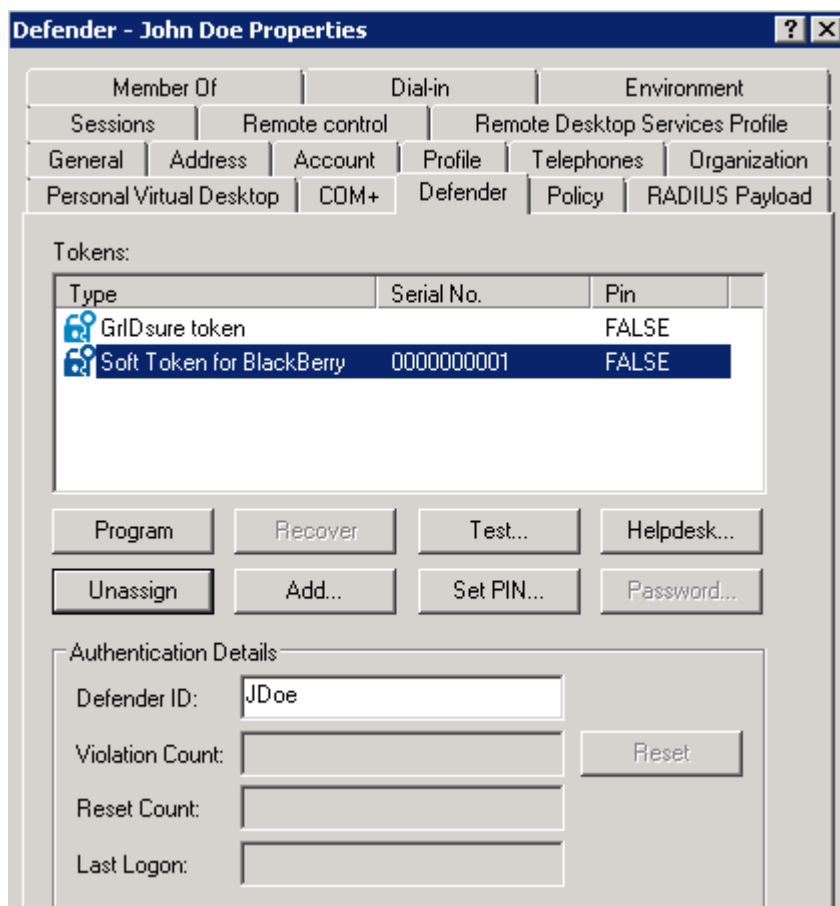 Defender - John Doe Properties
Member Of Dial-in Environment
Sessions Remote control Remote Desktop Services Profile
General Address Account Profile Telephones Organization
Personal Virtual Desktop COM+ Defender Policy RADIUS Payload
Tokens:
Type Serial No. Pin
GrIDsure token FALSE
Soft Token for BlackBerry 0000000001 FALSE
Program Recover Test... Helpdesk...
Unassign Add... Set PIN... Password...
Authentication Details
Defender ID: JDoe
Violation Count: Reset
Reset Count:
Last Logon: